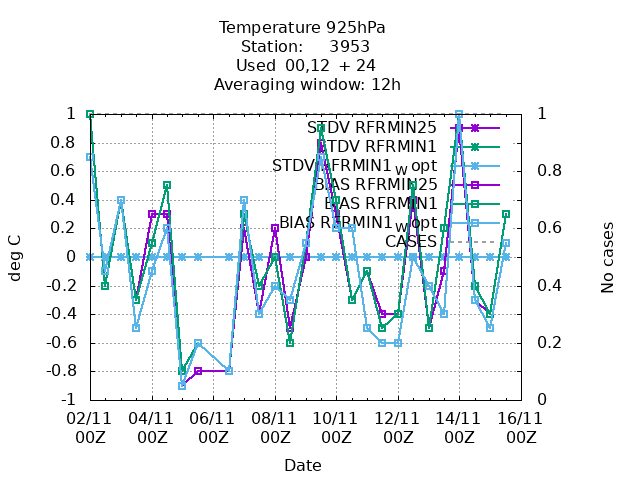 Temperature 925hPa
Station: 3953
Used 00,12 + 24
Averaging window: 12h
1 1
STDV RFRMIN25
0.8
STDV RFRMIN1
0.6 STDV RFRMIN1_w opt 0.8
BIAS RFRMIN25
0.4
BIAS RFRMIN1
0.2 BIAS RFRMIN1_w opt 0.6
CASES
0
-0.2
-0.4
-0.6
-0.8
-1
0.4
0.2
0
deg C
No cases
02/11 04/11 06/11 08/11 10/11 12/11 14/11 16/11
00Z 00Z 00Z 00Z 00Z 00Z 00Z 00Z
Date